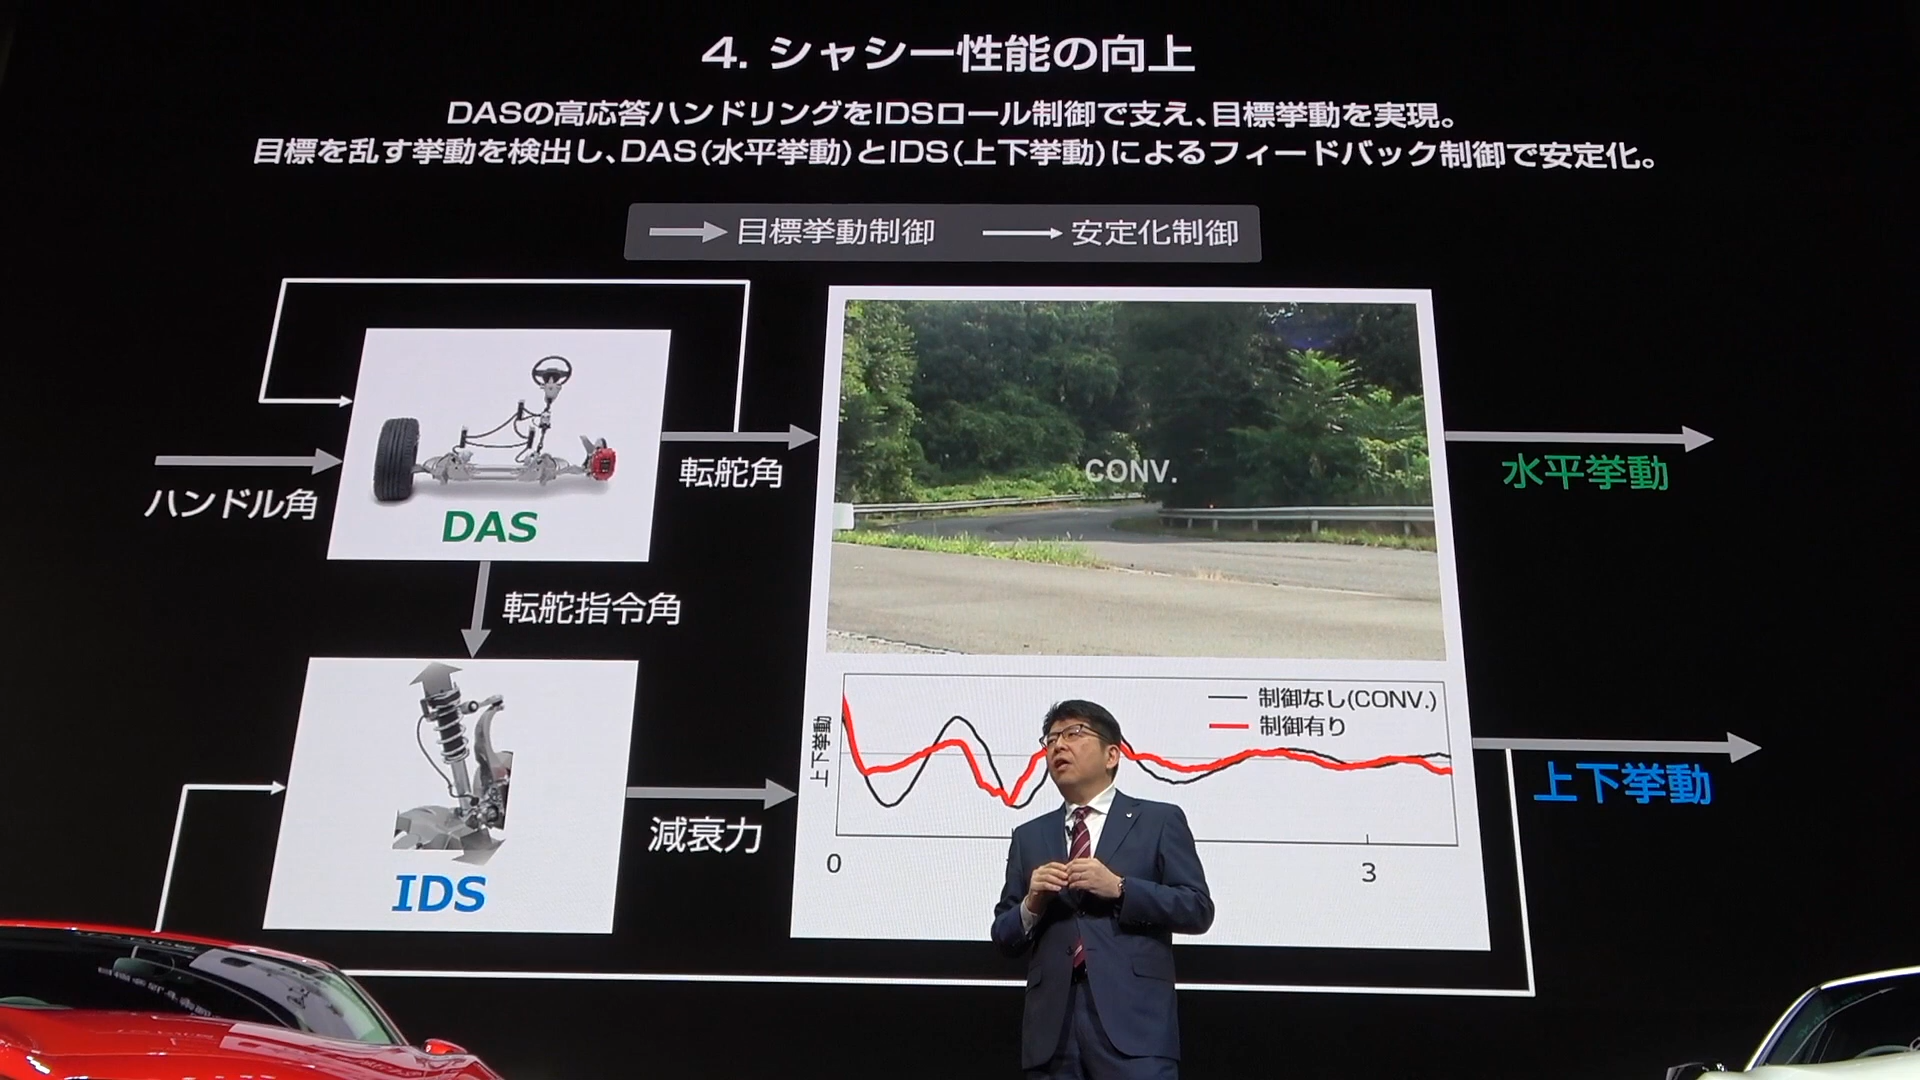 4. シャシー性能の向上
DASの高応答ハンドリングをIDSロール制御で支え、目標挙動を実現。
目標を乱す挙動を検出し、DAS(水平挙動)とIDS(上下挙動)によるフィードバック制御で安定化。
目標挙動制御 安定化制御
ハンドル角
DAS
転舵角
CONV.
水平挙動
転舵指令角
IDS
減衰力
上下挙動
制御なし(CONV.)
制御有り
0
3
上下挙動